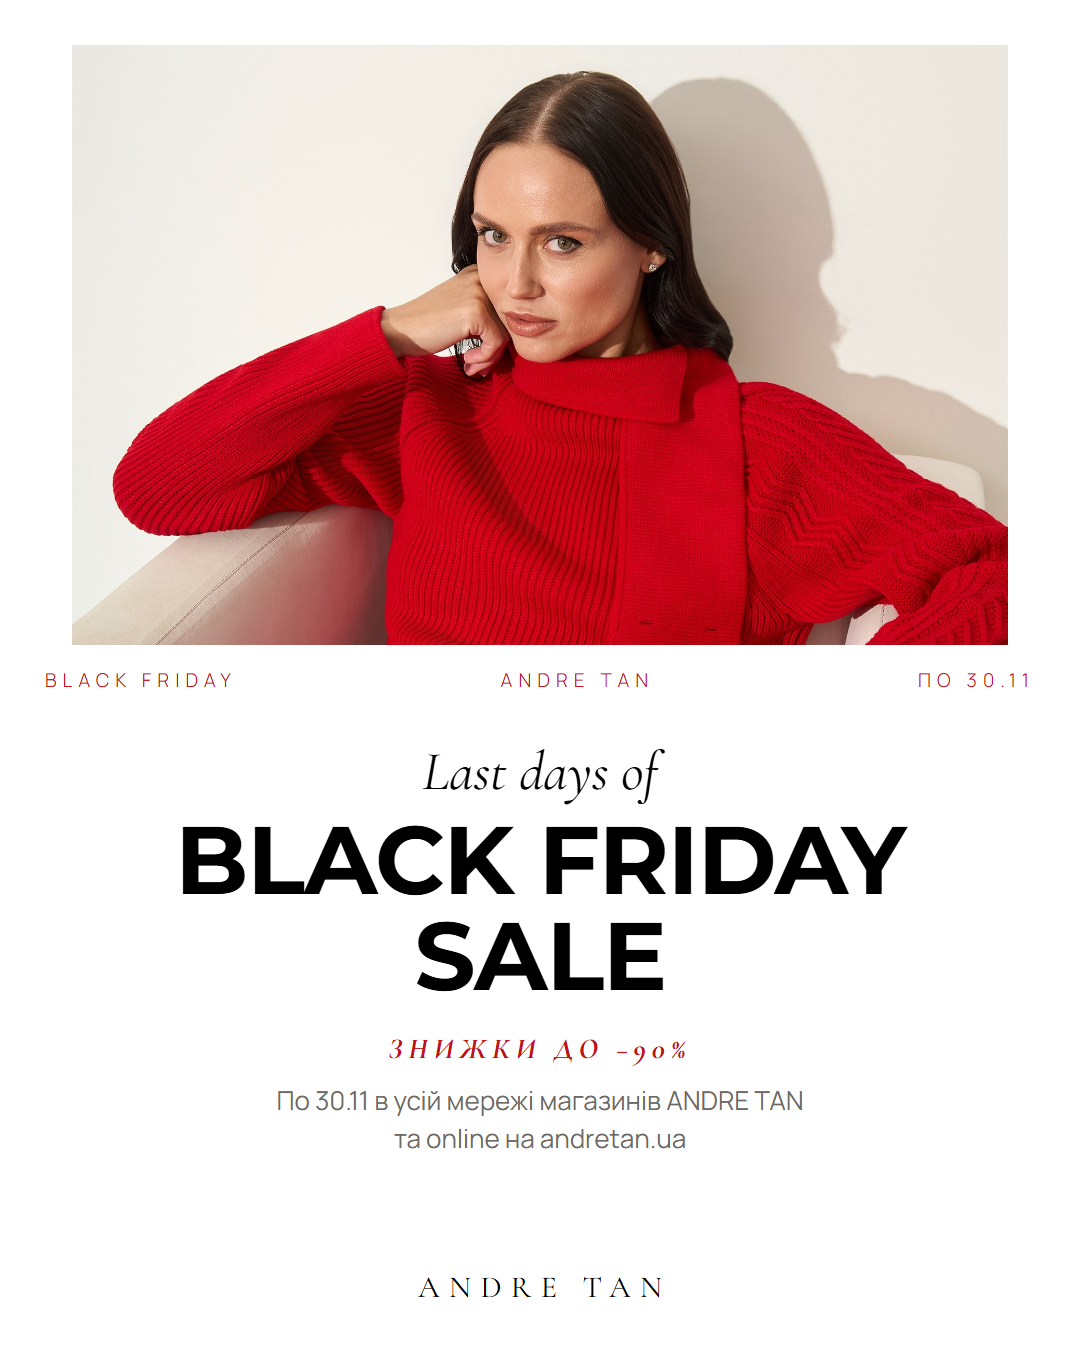 BLACK FRIDAY
ANDRE TAN
ПО 30.11
Last days of
BLACK FRIDAY
SALE
ЗНИЖКИ ДО -90%
По 30.11 в усій мережі магазинів ANDRE TAN
та online на andretan.ua
ANDRE TAN